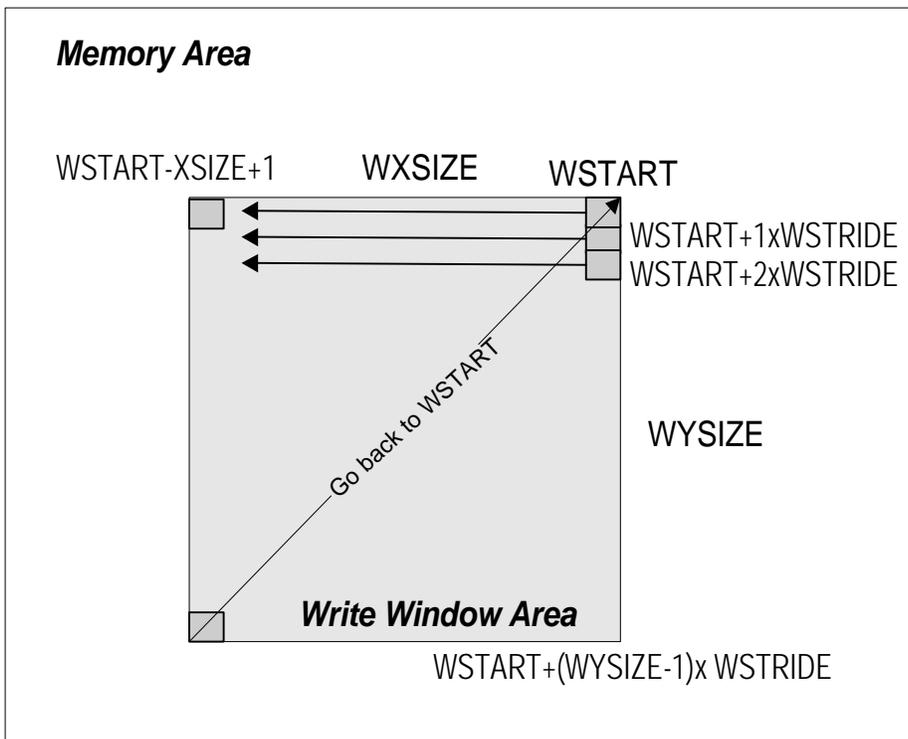 Memory Area
WSTART-XSIZE+1 WXSIZE WSTART
WSTART+1xWSTRIDE
WSTART+2xWSTRIDE
Go back to WSTART
WYSIZE
Write Window Area
WSTART+(WYSIZE-1)x WSTRIDE